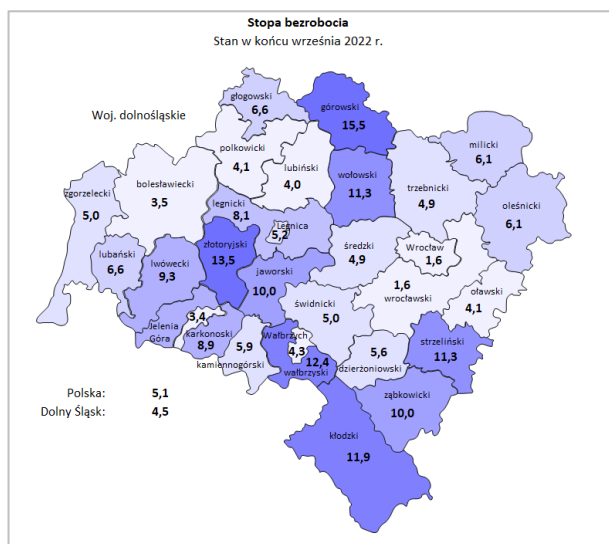 Stopa bezrobocia
Stan w końcu września 2022 r.
Woj. dolnośląskie
głogowski
6,6
górowski
15,5
milicki
6,1
polkowicki
4,1
lubiński
4,0
wołowski
11,3
trzebnicki
4,9
oleśnicki
6,1
zgorzelecki
5,0
bolesławiecki
3,5
legnicki
8,1
Legnica
5,2
złotoryjski
13,5
średzki
4,9
Wrocław
1,6
lubański
6,6
lwówecki
9,3
jaworski
10,0
1,6
wrocławski
oławski
4,1
świdnicki
5,0
Jelenia
Góra
3,4
karkonoski
8,9
5,9
kamiennogórski
Wałbrzych
4,3
12,4
wałbrzyski
5,6
dzierżoniowski
strzeliński
11,3
ząbkowicki
10,0
kłodzki
11,9
Polska: 5,1
Dolny Śląsk: 4,5